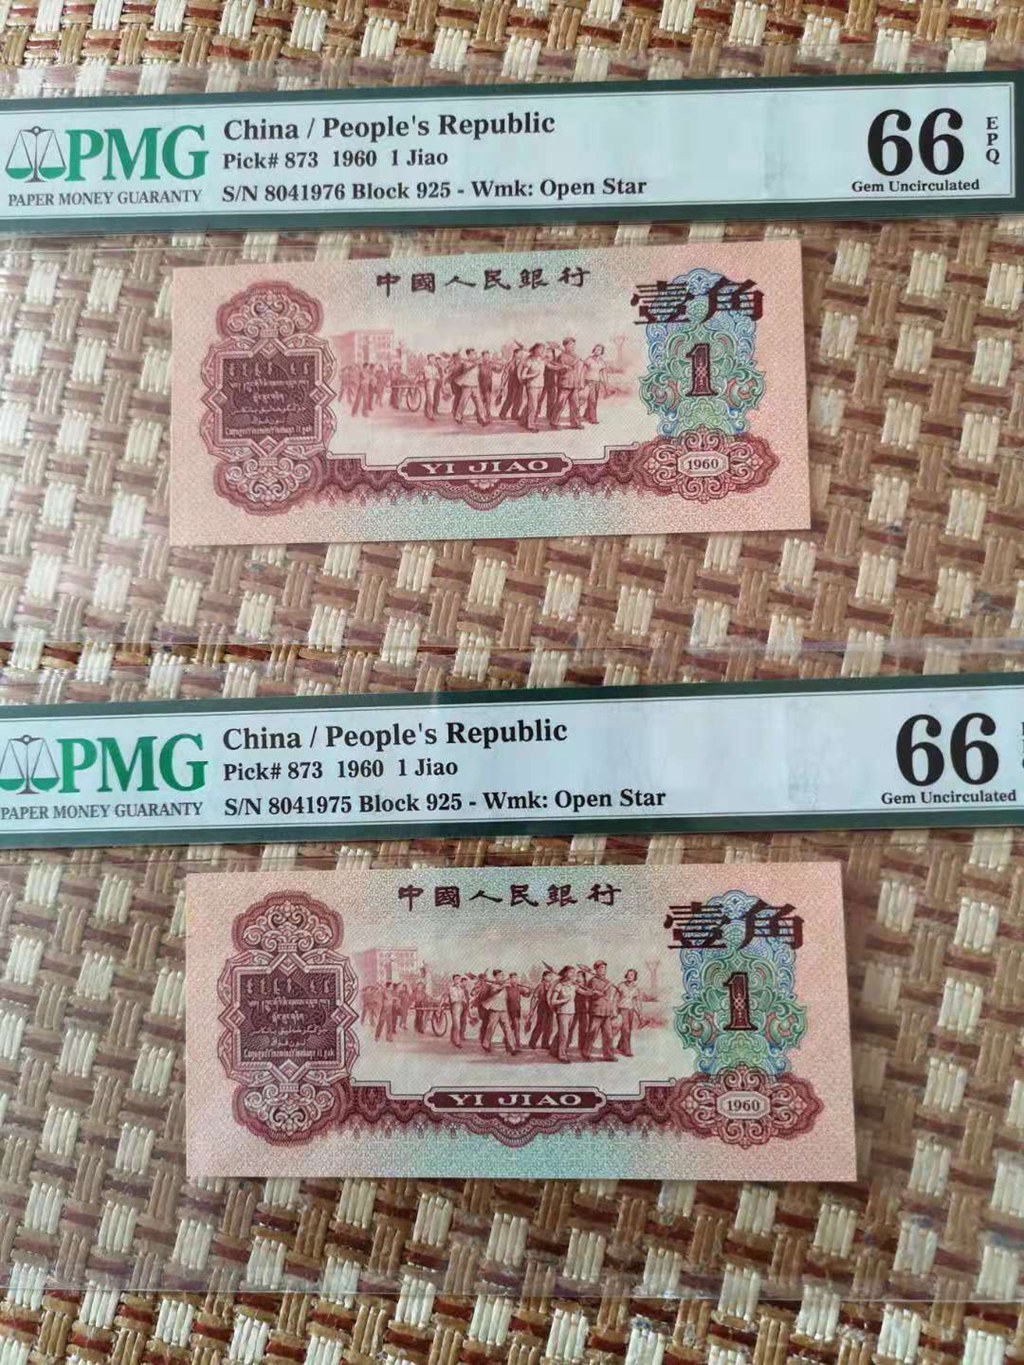 PMG
PAPER MONEY GUARANTY
China / People's Republic
Pick# 873 1960 1 Jiao
S/N 8041976 Block 925 - Wmk: Open Star
66
EPQ
Gem Uncirculated
中國人民銀行
壹角
1
YI JIAO
1960
PMG
PAPER MONEY GUARANTY
China / People's Republic
Pick# 873 1960 1 Jiao
S/N 8041975 Block 925 - Wmk: Open Star
66
Gem Uncirculated
中國人民銀行
壹角
1
YI JIAO
1960